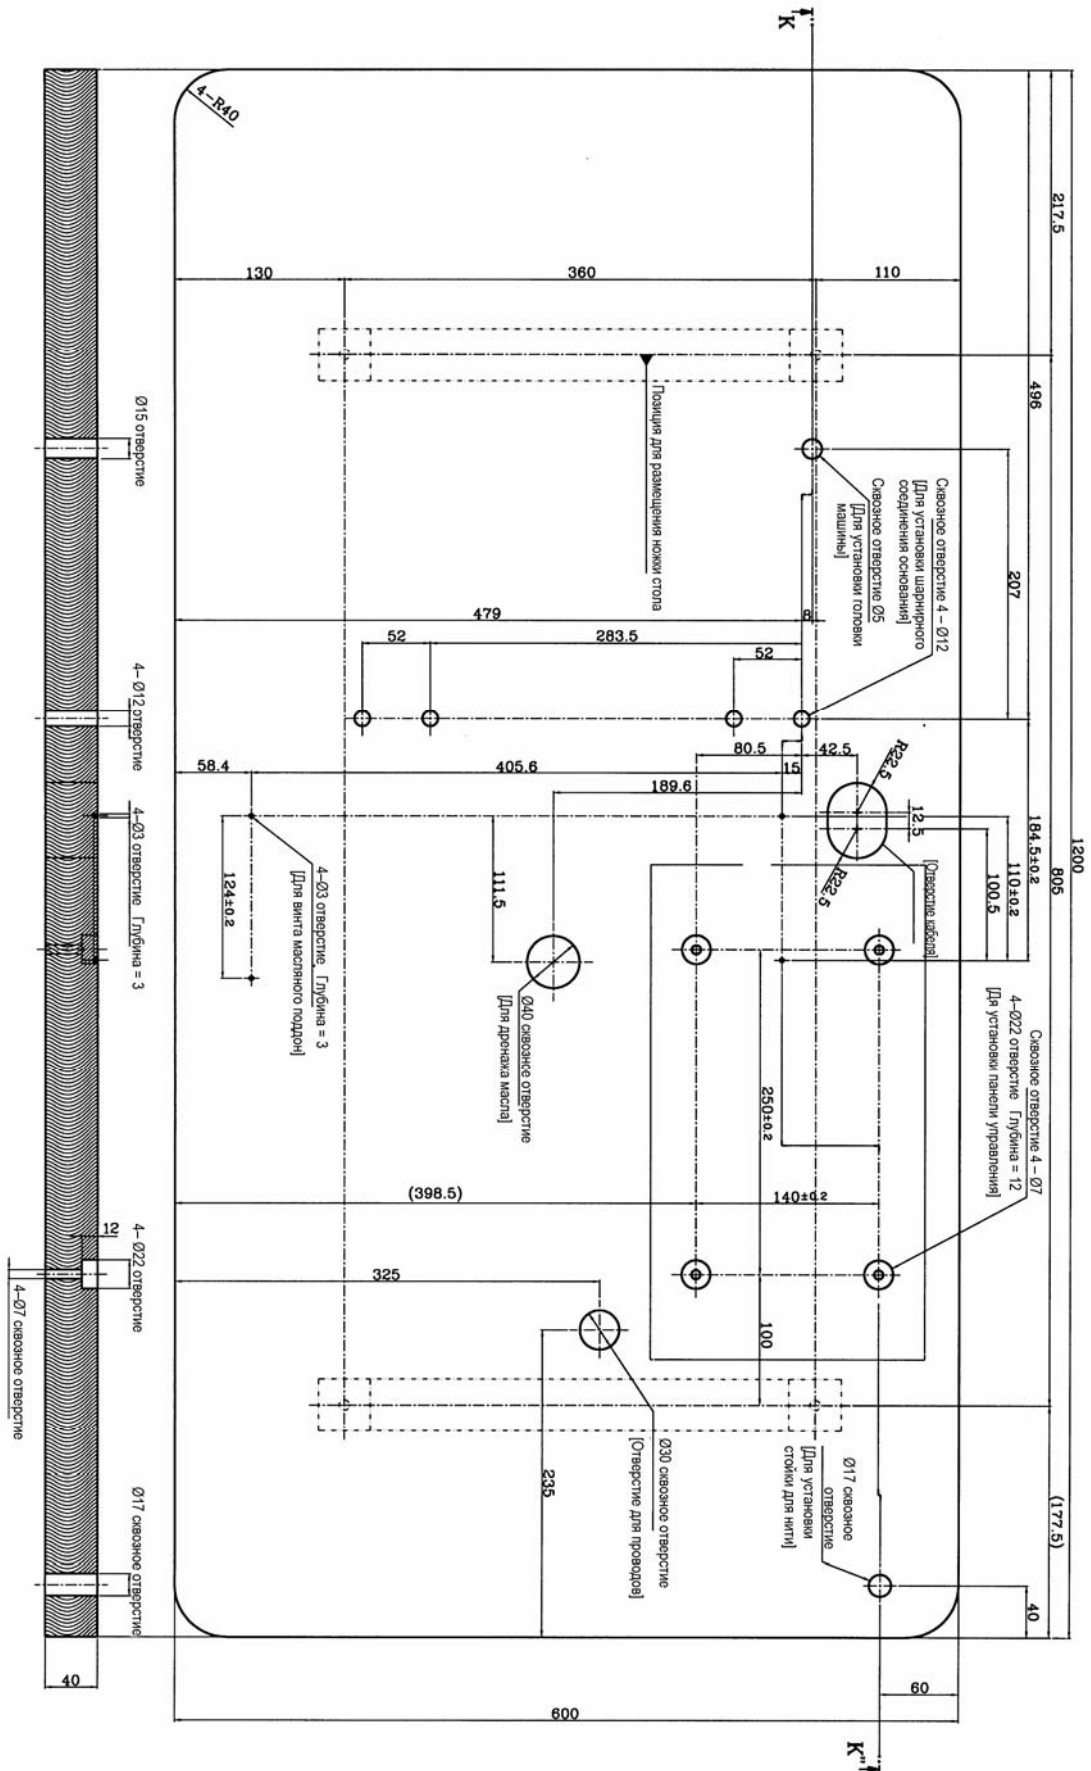 K
4-R40
1200
217.5
805
(177.5)
496
184.5±0.2
110±0.2
100.5
40
207
130
360
110
Позиция для размещения ножки стола
Сквозное отверстие 4 – Ø12
[Для установки шарнирного
соединения основания]
Сквозное отверстие Ø5
[Для установки головки
машины]
479
8
52
283.5
52
80.5
42.5
R22.5
12.5
R22.5
[Отверстие кабеля]
58.4
405.6
15
189.6
111.5
124±0.2
4-Ø3 отверстие Глубина = 3
[Для винта масляного поддон]
Ø40 сквозное отверстие
[Для дренажа масла]
Сквозное отверстие 4 – Ø7
4-Ø22 отверстие Глубина = 12
[Дя установки панели управления]
250±0.2
(398.5)
140±0.2
325
100
235
Ø30 сквозное отверстие
[Отверстие для проводов]
Ø17 сквозное
отверстие
[Для установки
стойки для нити]
60
600
K"
Ø15 отверстие
4- Ø12 отверстие
4-Ø3 отверстие Глубина = 3
12
4- Ø22 отверстие
4-Ø7 сквозное отверстие
Ø17 сквозное отверстие
40